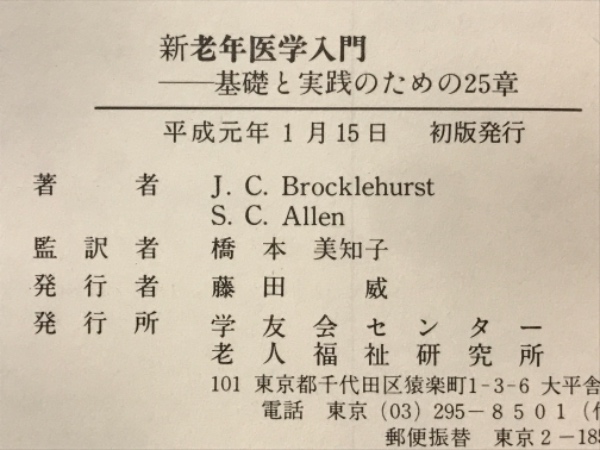 新老年医学入門
——基礎と実践のための25章
平成元年1月15日 初版発行
著者 J. C. Brocklehurst
S. C. Allen
監訳者 橋本美知子
発行者 藤田威
発行所 学友会センター
老人福祉研究所
101 東京都千代田区猿楽町1-3-6 大平舎
電話 東京 (03) 295-8501
郵便振替 東京2-185